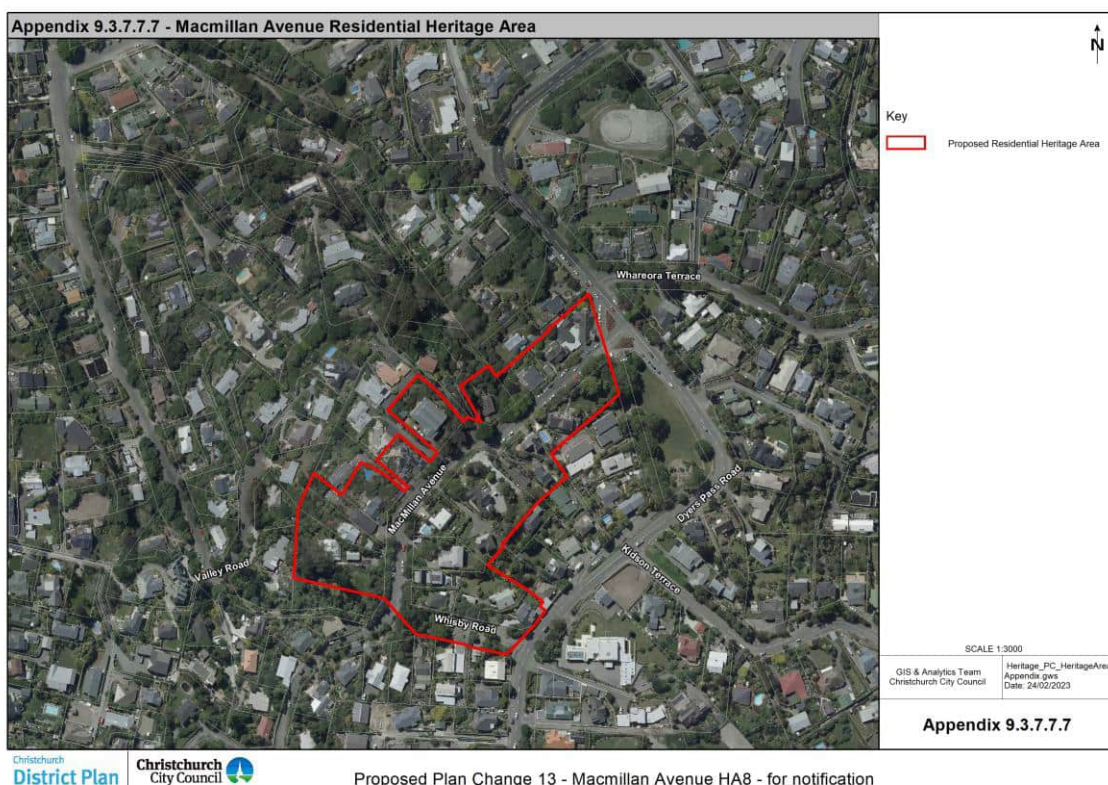 Appendix 9.3.7.7.7 - Macmillan Avenue Residential Heritage Area
N
Key
Proposed Residential Heritage Area
Whareora Terrace
MacMillan Avenue
Dyers Pass Road
Kidson Terrace
Valley Road
Whisby Road
SCALE 1:3000
GIS & Analytics Team
Christchurch City Council
Heritage_PC_HeritageArea
Appendix.gws
Date: 24/02/2023
Appendix 9.3.7.7.7
Christchurch
District Plan
Christchurch
City Council
Proposed Plan Change 13 - Macmillan Avenue HA8 - for notification